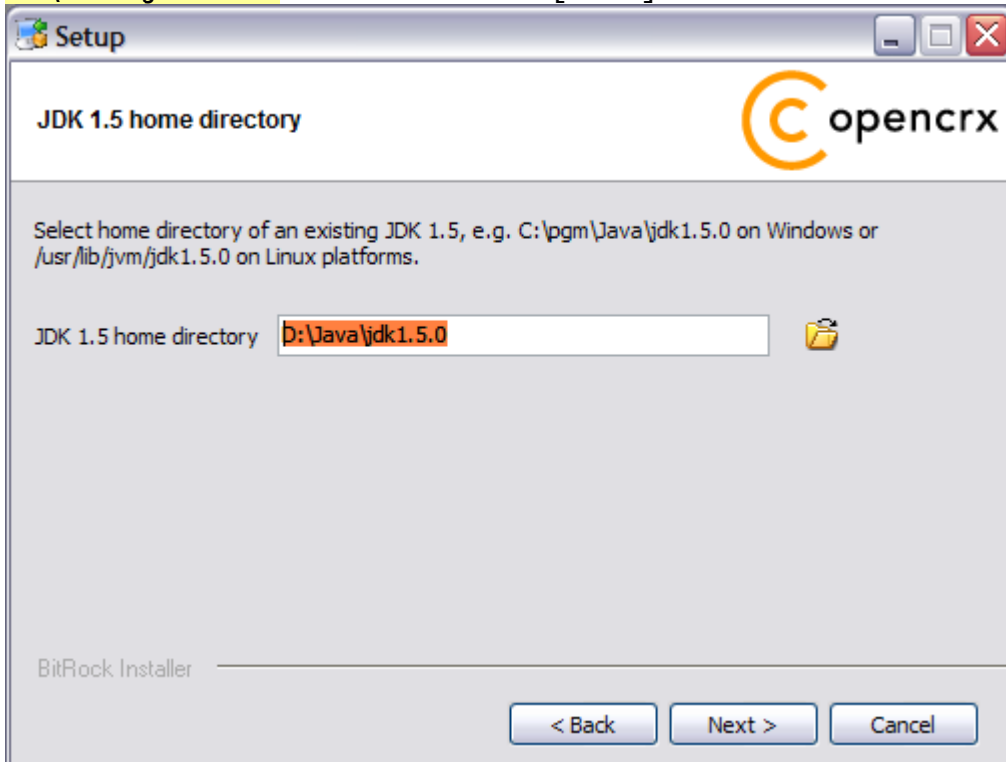 Setup
JDK 1.5 home directory
opencrx
Select home directory of an existing JDK 1.5, e.g. C:\pgm\Java\jdk1.5.0 on Windows or
/usr/lib/jvm/jdk1.5.0 on Linux platforms.
JDK 1.5 home directory D:\Java\jdk1.5.0
BitRock Installer
< Back Next > Cancel